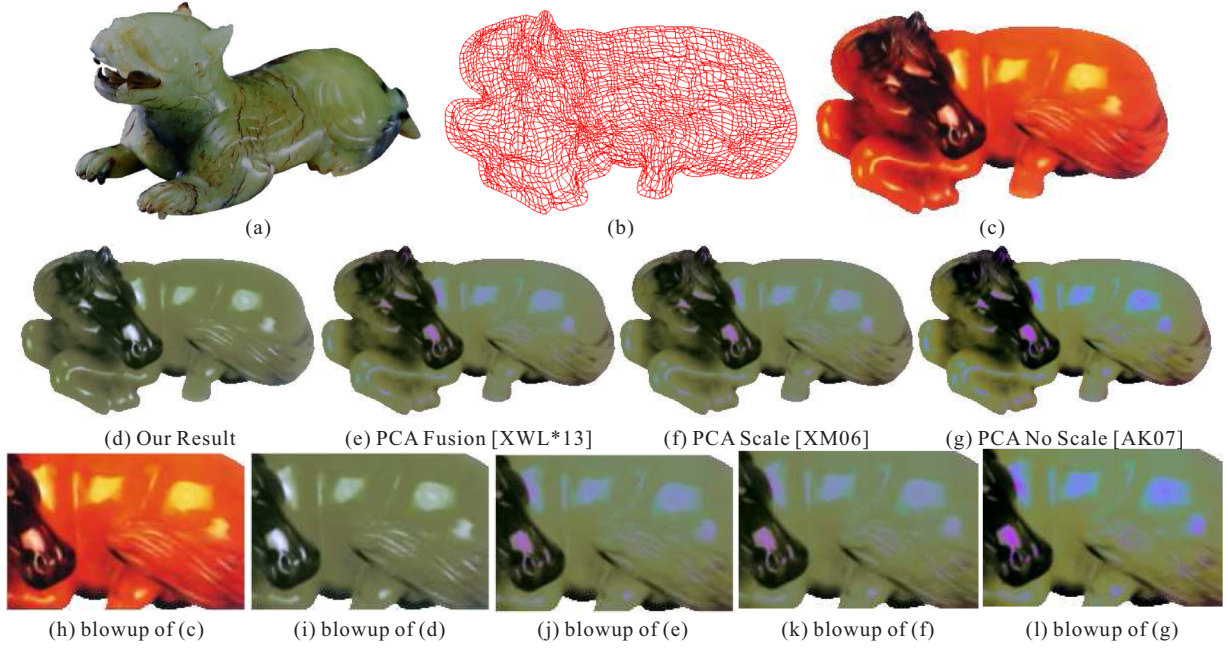 (a)
(b)
(c)
(d) Our Result
(e) PCA Fusion [XWL*13]
(f) PCA Scale [XM06]
(g) PCA No Scale [AK07]
(h) blowup of (c)
(i) blowup of (d)
(j) blowup of (e)
(k) blowup of (f)
(l) blowup of (g)